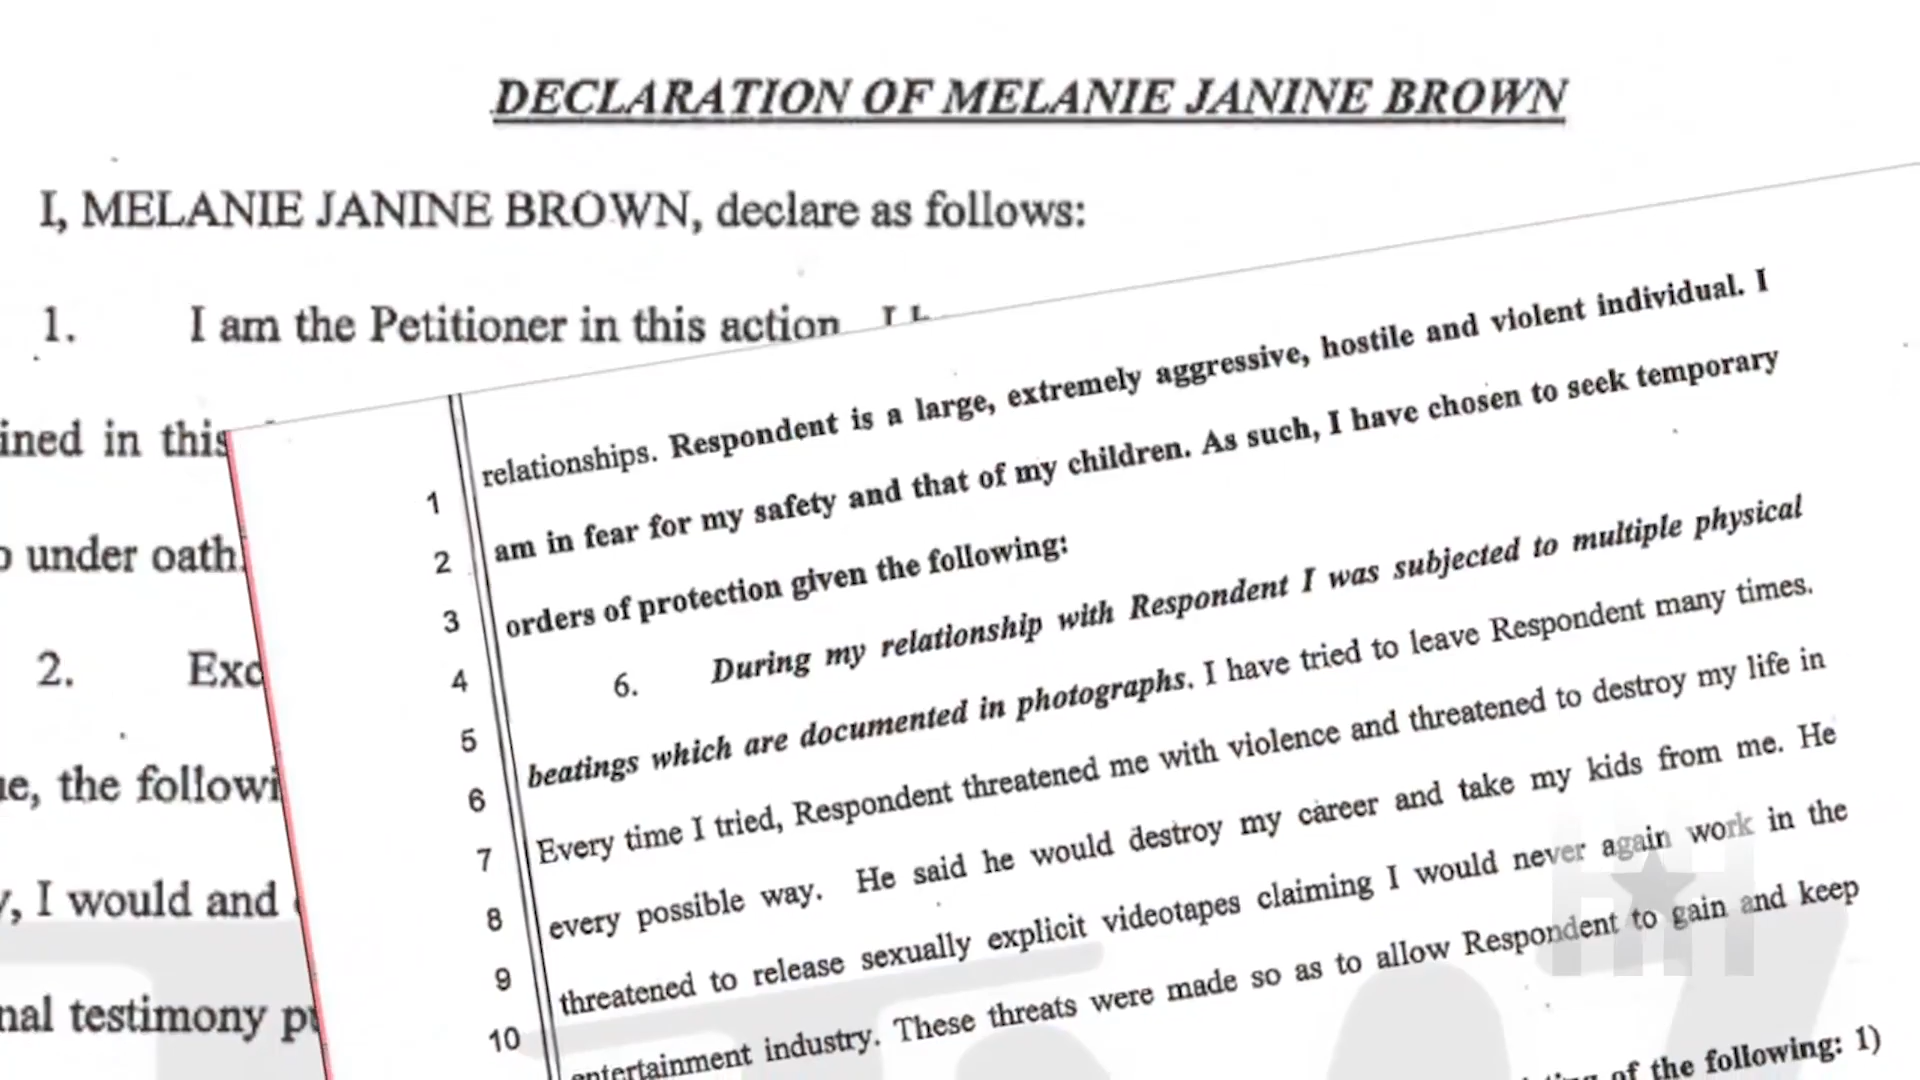 DECLARATION OF MELANIE JANINE BROWN
I, MELANIE JANINE BROWN, declare as follows:
1. I am the Petitioner in this action
ined in this
under oath.
2.
the
I would and
testimony
relationships. Respondent is a large, extremely aggressive, hostile and violent individual. I
1 am in fear for my safety and that of my children. As such, I have chosen to seek temporary
2 orders of protection given the following:
3 6. During my relationship with Respondent I was subjected to multiple physical
4 beatings which are documented in photographs. I have tried to leave Respondent many times.
5 Every time I tried, Respondent threatened me with violence and threatened to destroy my life in
6 every possible way. He said he would destroy my career and take my kids from me. He
7 threatened to release sexually explicit videotapes claiming I would never again work in the
8 entertainment industry. These threats were made so as to allow Respondent to gain and keep
9 of the following: 1)
10